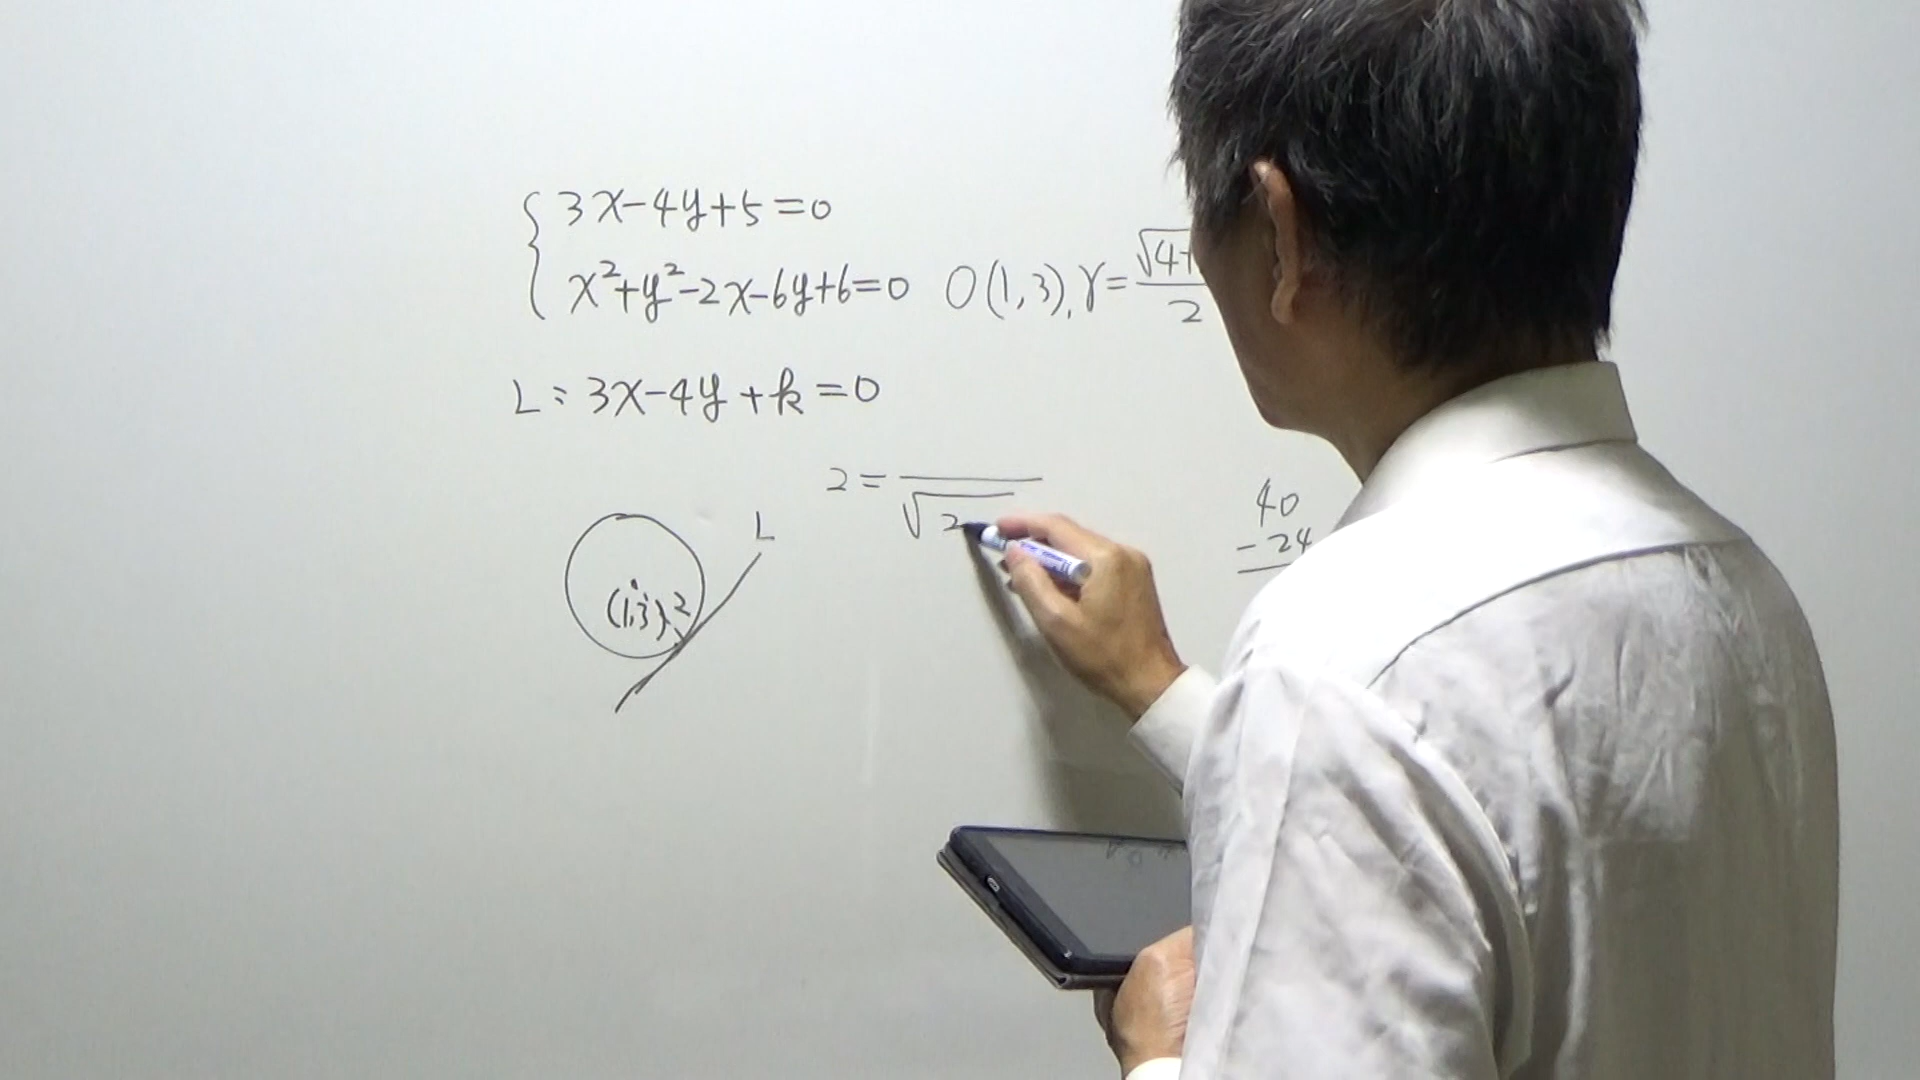 3x-4y+5=0
x²+y²-2x-6y+6=0 O(1,3), r=√4+/2
L: 3x-4y+k=0
2=
√2
L
(1,3) 2
40
-24